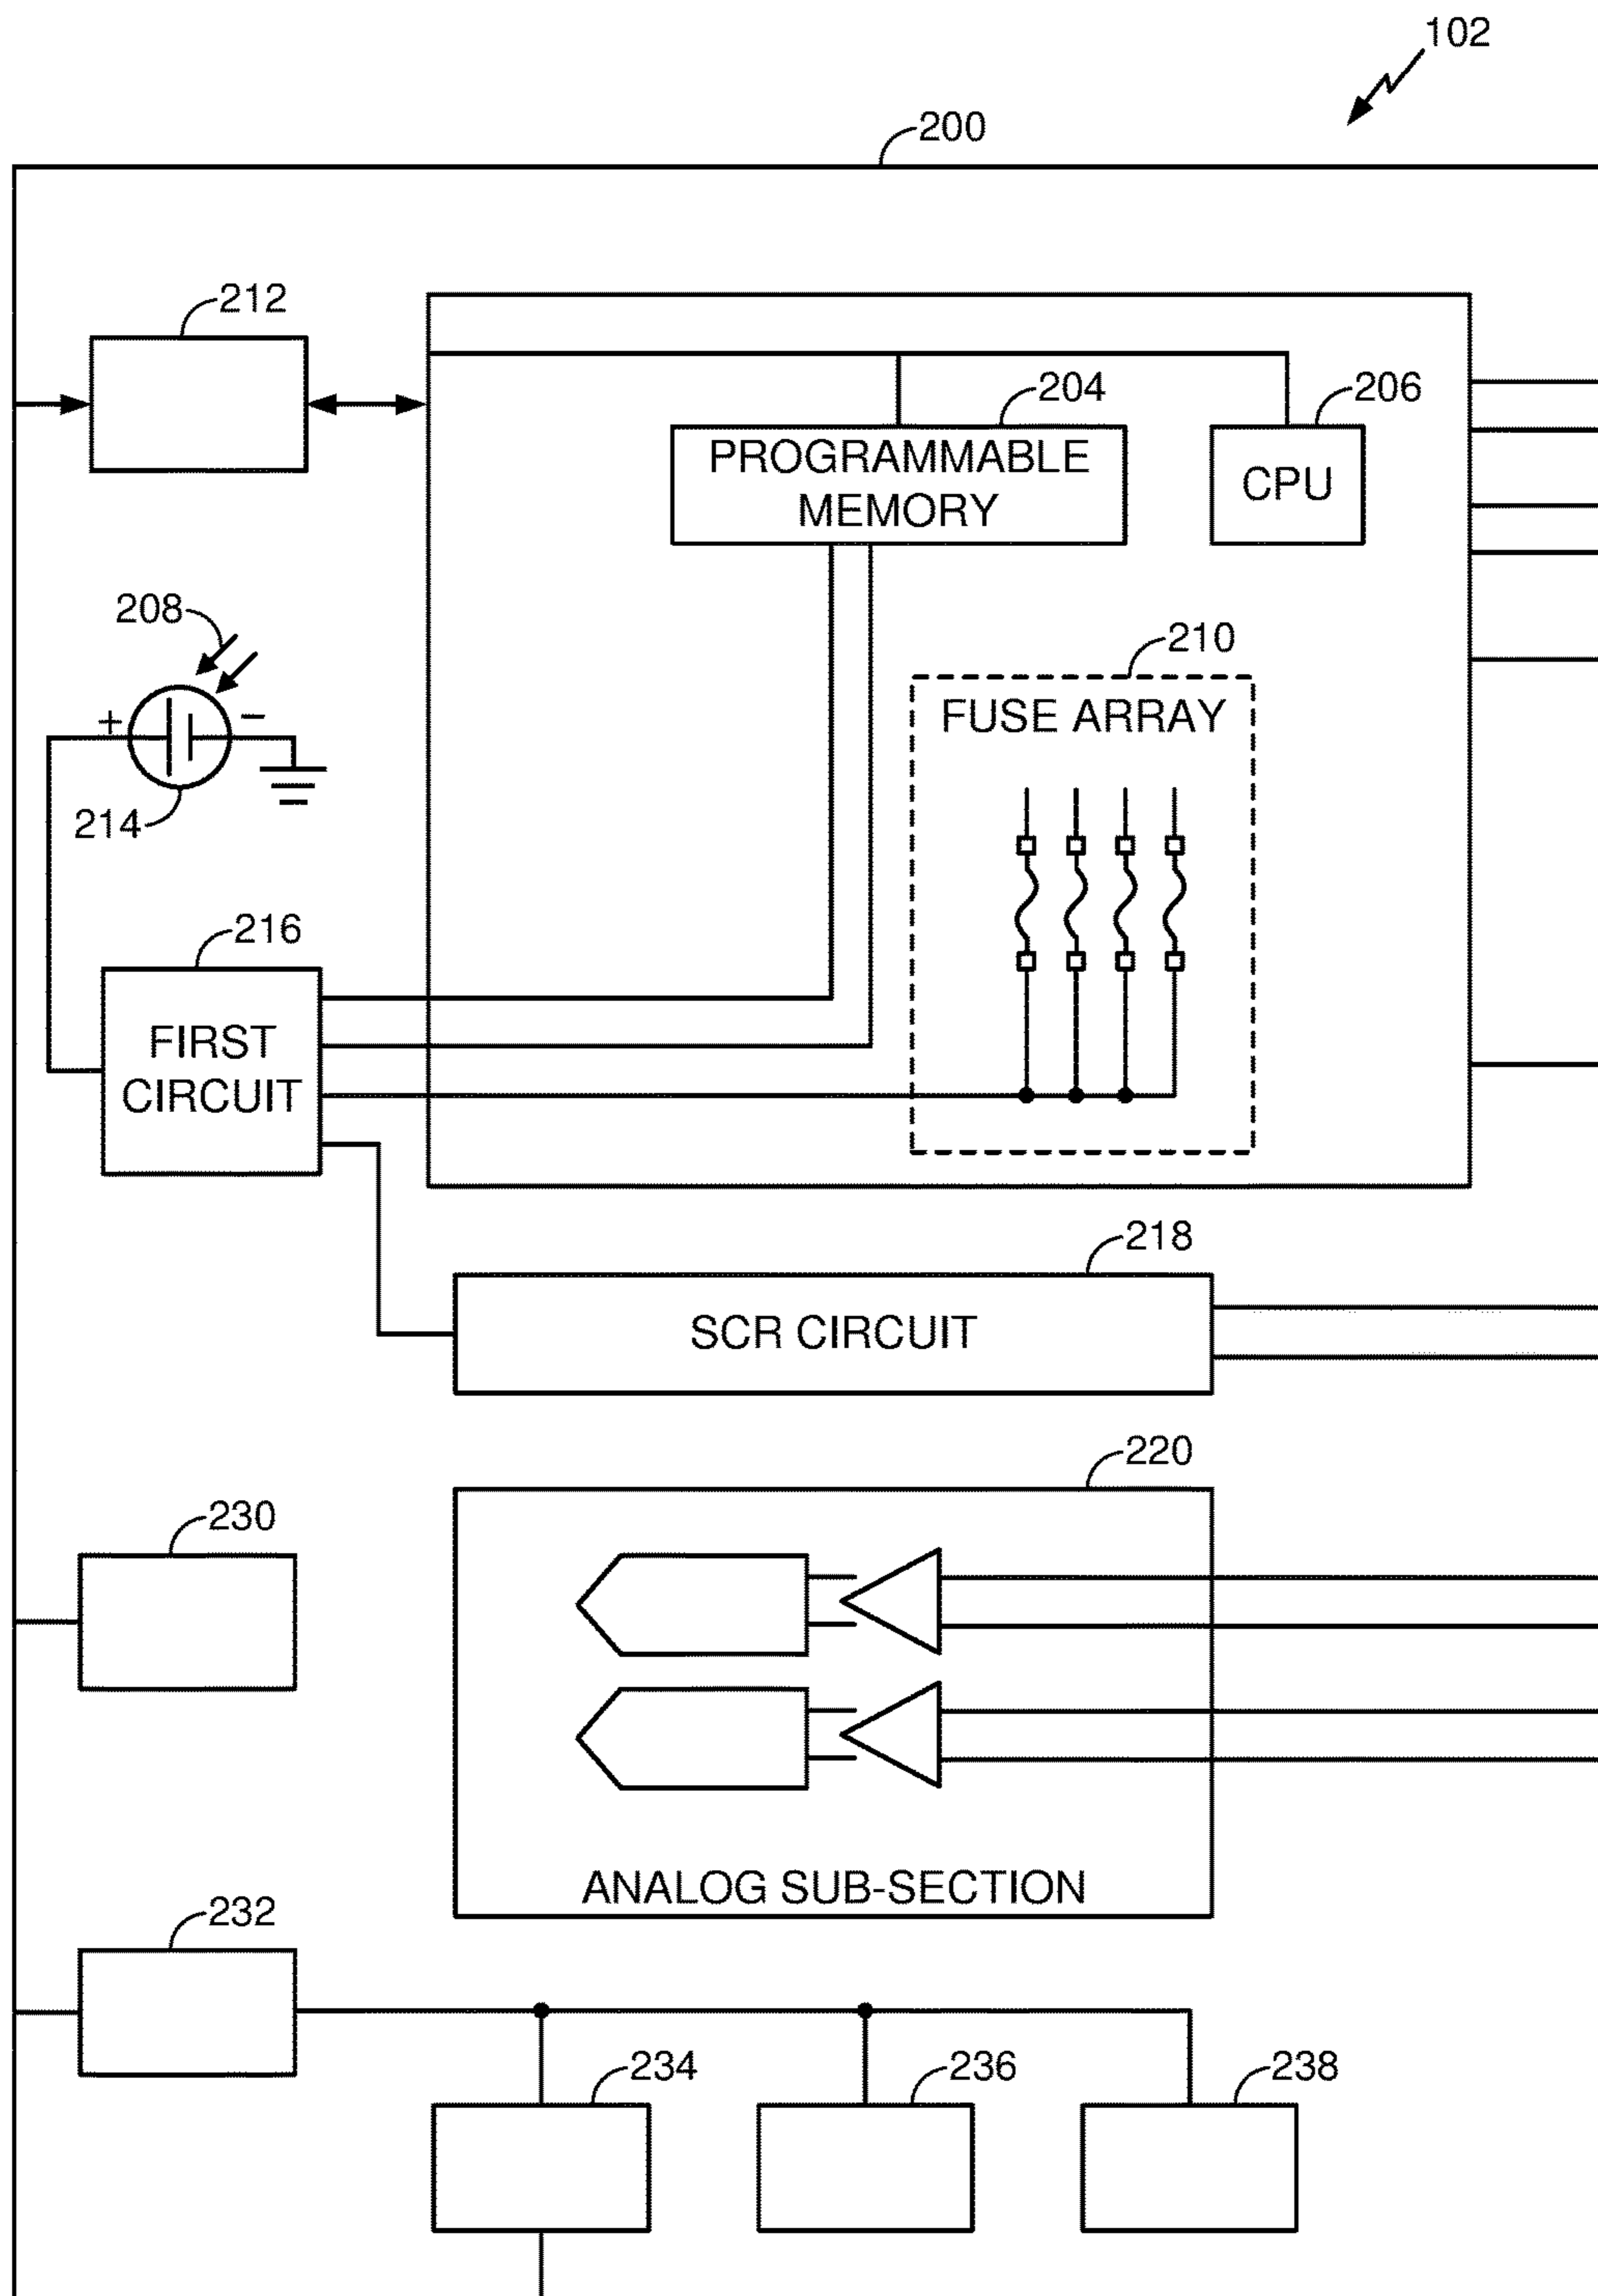 102
200
212
204
206
PROGRAMMABLE
MEMORY
CPU
208
210
FUSE ARRAY
+
−
214
216
FIRST
CIRCUIT
218
SCR CIRCUIT
220
230
ANALOG SUB-SECTION
232
234
236
238